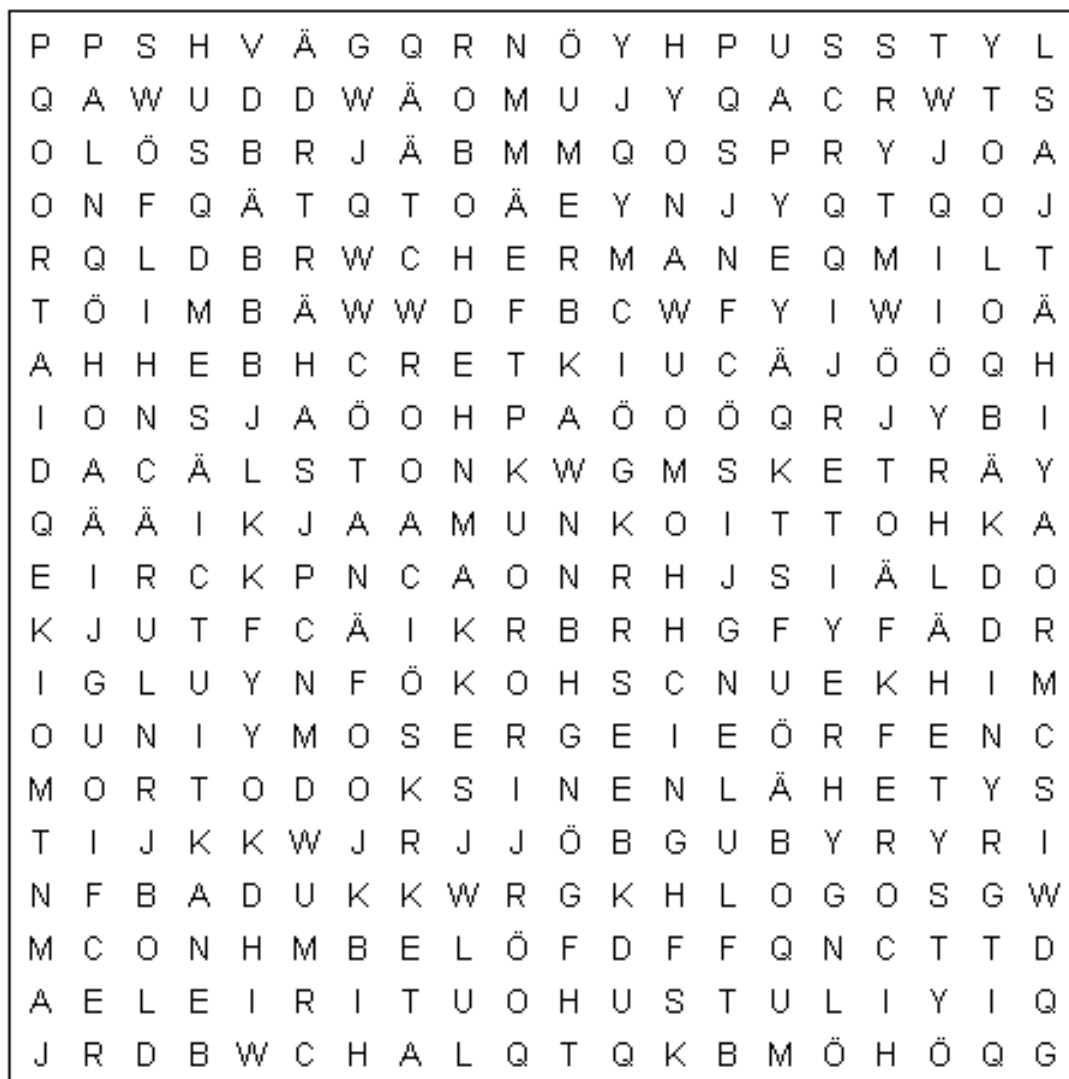 P P S H V Ä G Q R N Ö Y H P U S S T Y L
Q A W U D D W Ä O M U J Y Q A C R W T S
O L Ö S B R J Ä B M M Q O S P R Y J O A
O N F Q Ä T Q T O Ä E Y N J Y Q T Q O J
R Q L D B R W C H E R M A N E Q M I L T
T Ö I M B Ä W W D F B C W F Y I W I O Ä
A H H E B H C R E T K I U C Ä J Ö Ö Q H
I O N S J A Ö O H P A Ö O Ö Q R J Y B I
D A C Ä L S T O N K W G M S K E T R Ä Y
Q Ä Ä I K J A A M U N K O I T T O H K A
E I R C K P N C A O N R H J S I Ä L D O
K J U T F C Ä I K R B R H G F Y F Ä D R
I G L U Y N F Ö K O H S C N U E K H I M
O U N I Y M O S E R G E I E Ö R F E N C
M O R T O D O K S I N E N L Ä H E T Y S
T I J K K W J R J J Ö B G U B Y R Y R I
N F B A D U K K W R G K H L O G O S G W
M C O N H M B E L Ö F D F F Q N C T T D
A E L E I R I T U O H U S T U L I Y I Q
J R D B W C H A L Q T Q K B M Ö H Ö Q G